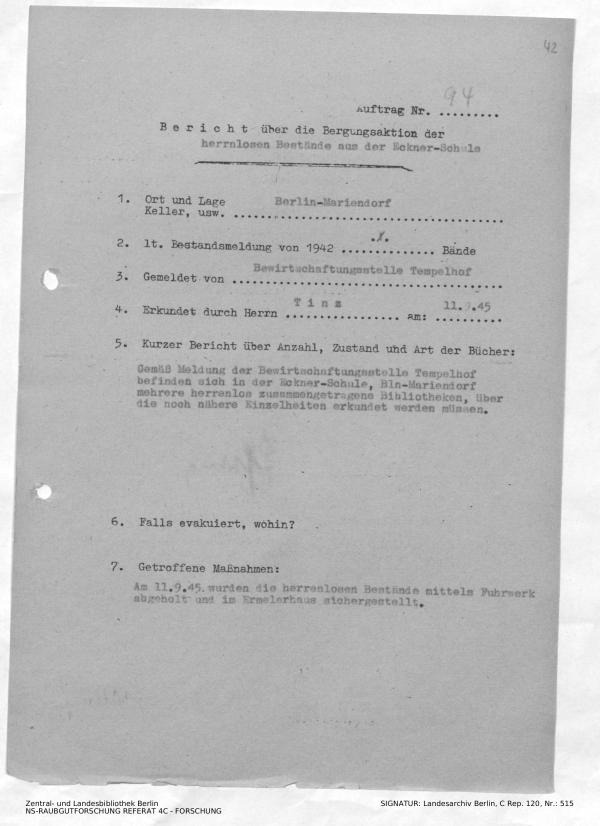 42
Auftrag Nr. 94 .........
B e r i c h t über die Bergungsaktion der
herrnlosen Bestände aus der Eckner-Schule
1. Ort und Lage Berlin-Mariendorf
Keller, usw. .......................................
2. lt. Bestandsmeldung von 1942 ..../......... Bände
3. Gemeldet von Bewirtschaftungsstelle Tempelhof
4. Erkundet durch Herrn T i n z am: 11.9.45
5. Kurzer Bericht über Anzahl, Zustand und Art der Bücher:
Gemäß Meldung der Bewirtschaftungsstelle Tempelhof
befinden sich in der Eckner-Schule, Bln-Mariendorf
mehrere herrenlos zusammengetragene Bibliotheken, über
die noch nähere Einzelheiten erkundet werden müssen.
6. Falls evakuiert, wohin?
7. Getroffene Maßnahmen:
Am 11.9.45. wurden die herrenlosen Bestände mittels Fuhrwerk
abgeholt und im Ermelerhaus sichergestellt.
Zentral- und Landesbibliothek Berlin
NS-RAUBGUTFORSCHUNG REFERAT 4C - FORSCHUNG
SIGNATUR: Landesarchiv Berlin, C Rep. 120, Nr.: 515